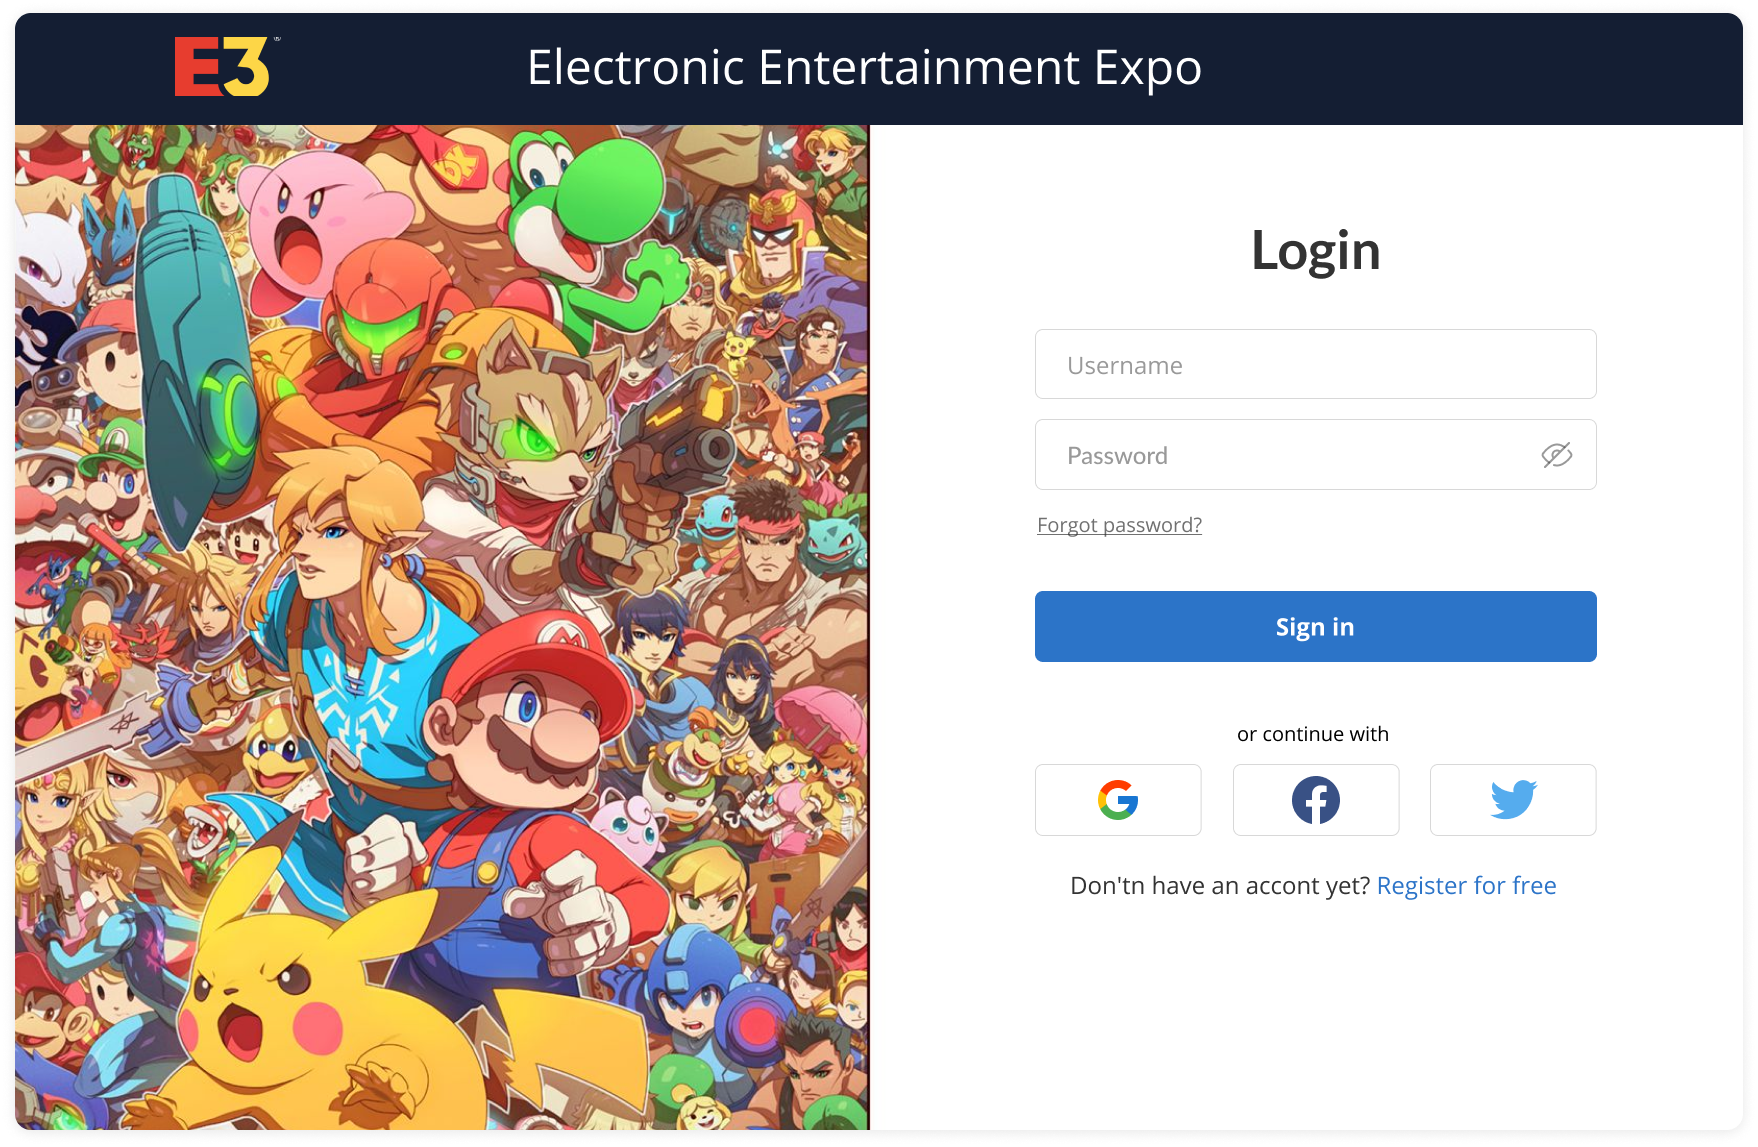 E3®
Electronic Entertainment Expo
DK
Login
Username
Password
Forgot password?
Sign in
or continue with
Don'tn have an accont yet? Register for free